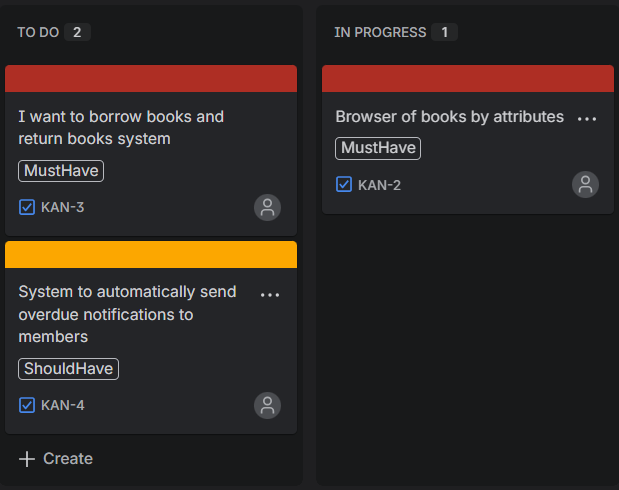 TO DO 2
I want to borrow books and
return books system
MustHave
KAN-3
System to automatically send
overdue notifications to
members
ShouldHave
KAN-4
Create
IN PROGRESS 1
Browser of books by attributes
MustHave
KAN-2